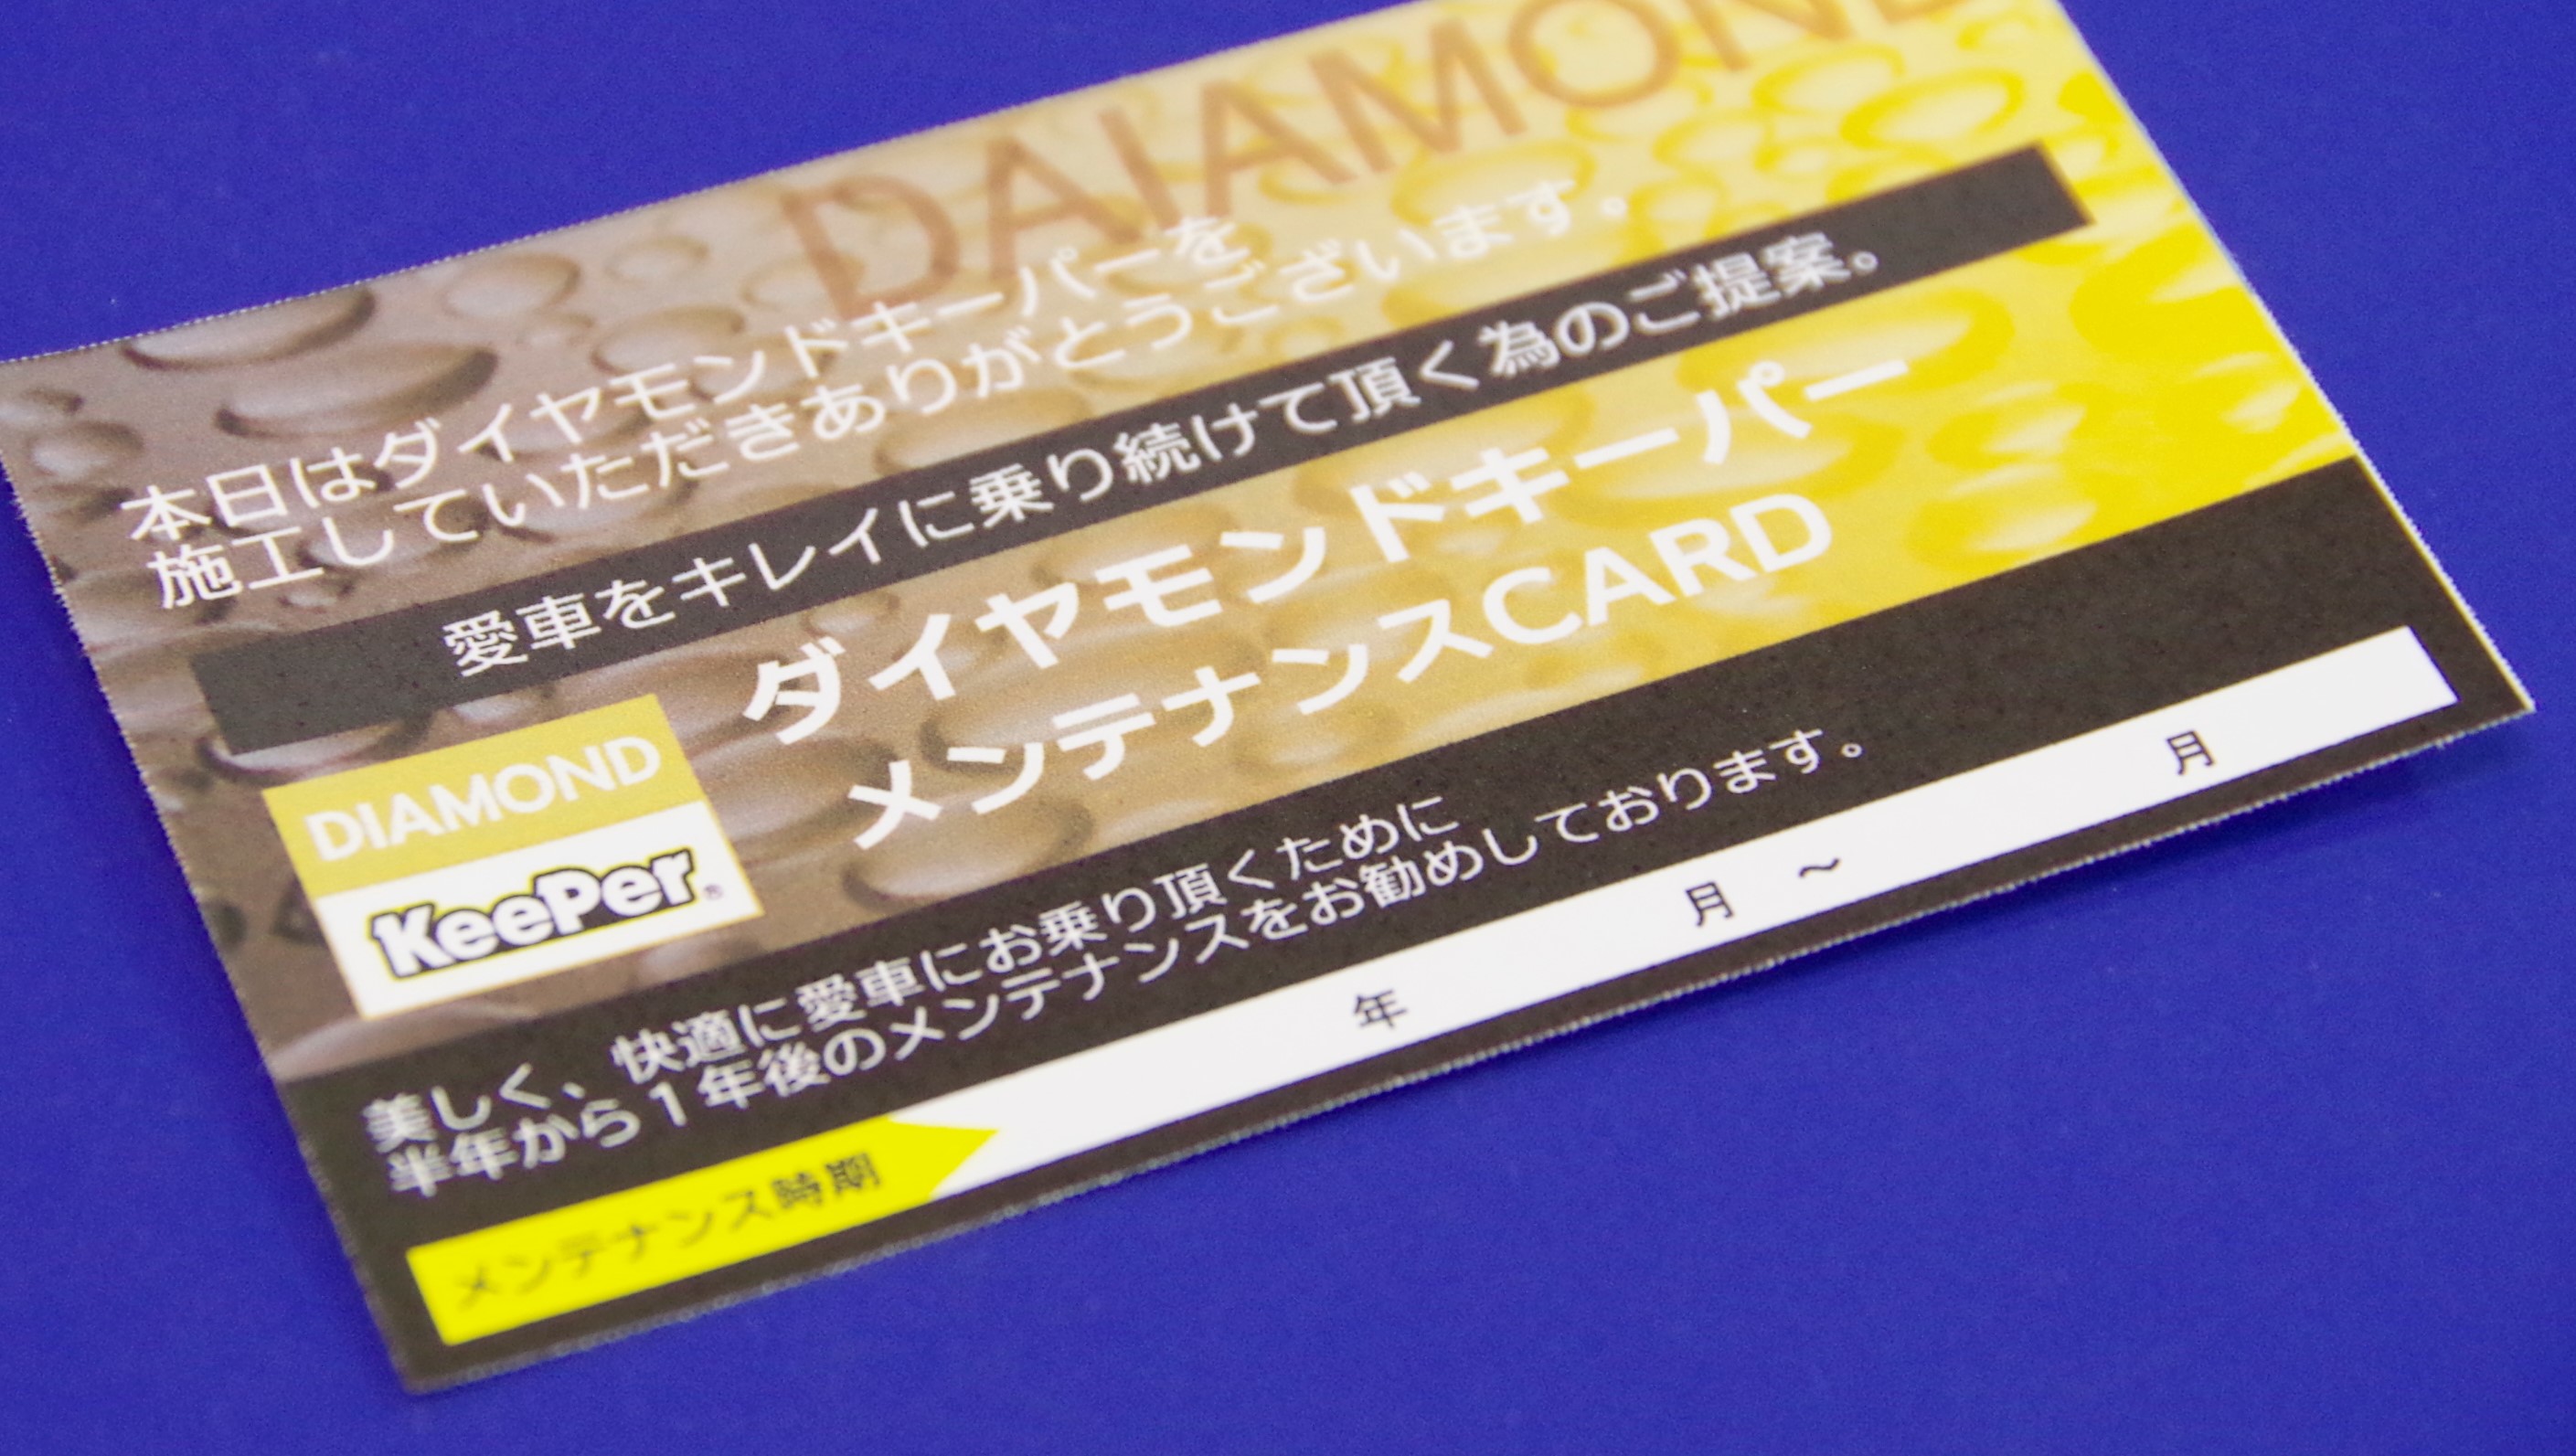 DAIAMOND
本日はダイヤモンドキーパーを
施工していただきありがとうございます。
愛車をキレイに乗り続けて頂く為のご提案。
ダイヤモンドキーパー
メンテナンスCARD
DIAMOND
KeePer®
美しく、快適に愛車にお乗り頂くために
半年から1年後のメンテナンスをお勧めしております。
メンテナンス時期 年 月 ～ 月